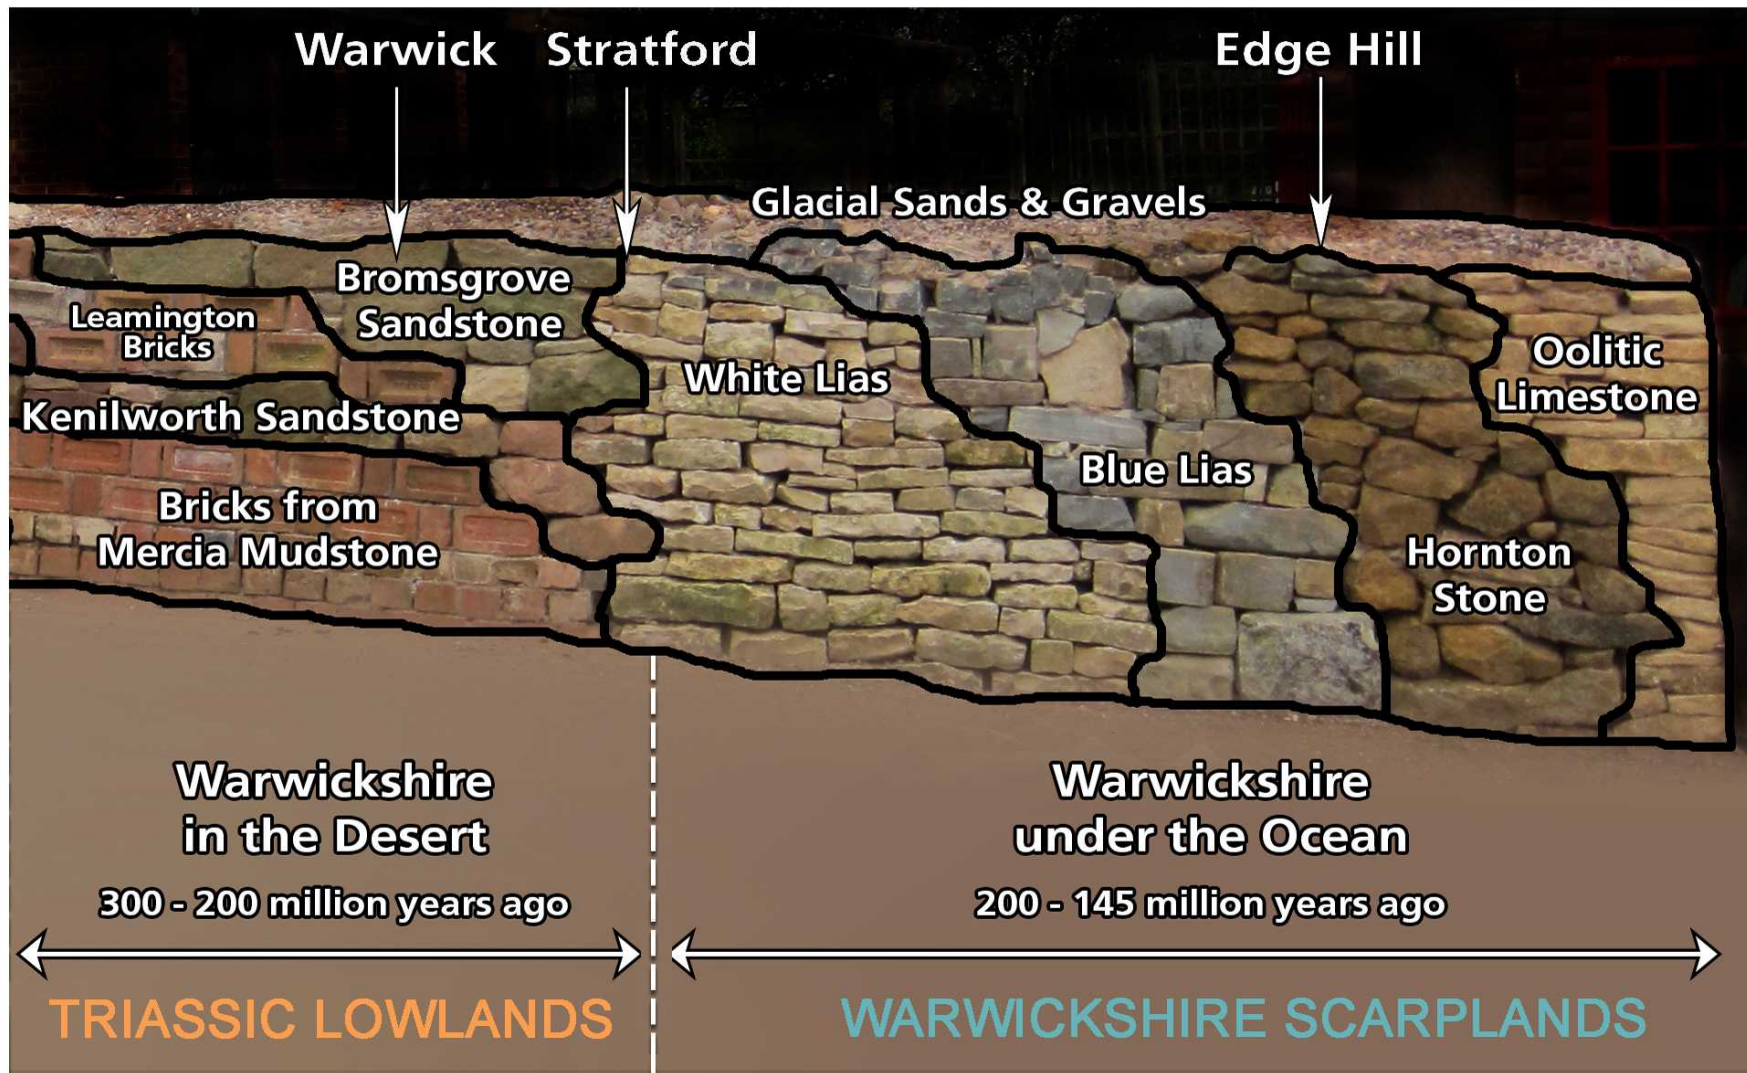 Warwick
Stratford
Edge Hill
Glacial Sands & Gravels
Bromsgrove
Sandstone
Leamington
Bricks
Kenilworth Sandstone
Bricks from
Mercia Mudstone
White Lias
Blue Lias
Hornton
Stone
Oolitic
Limestone
Warwickshire
in the Desert
300 - 200 million years ago
TRIASSIC LOWLANDS
Warwickshire
under the Ocean
200 - 145 million years ago
WARWICKSHIRE SCARPLANDS